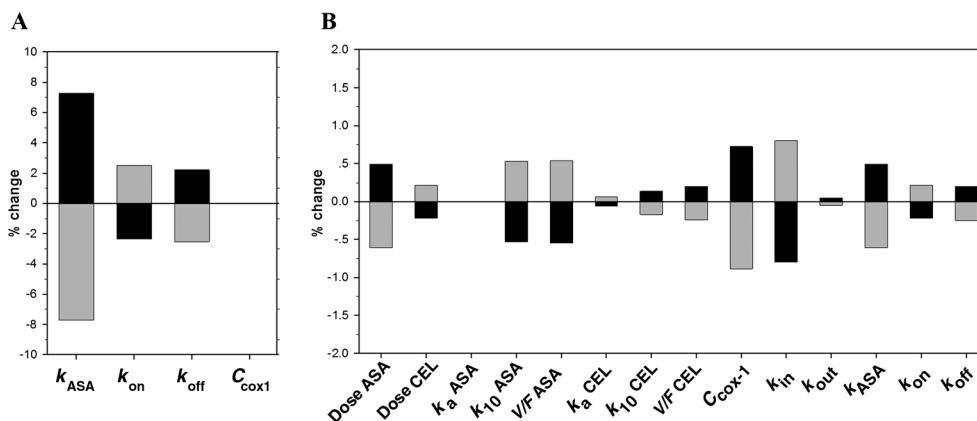 A
B
% change
10
8
6
4
2
0
-2
-4
-6
-8
-10
kASA
kon
koff
Ccox1
% change
2.0
1.5
1.0
.5
0.0
-.5
-1.0
-1.5
-2.0
Dose ASA
Dose CEL
ka ASA
k10 ASA
V/F ASA
ka CEL
k10 CEL
V/F CEL
Ccox-1
kin
kout
kASA
kon
koff